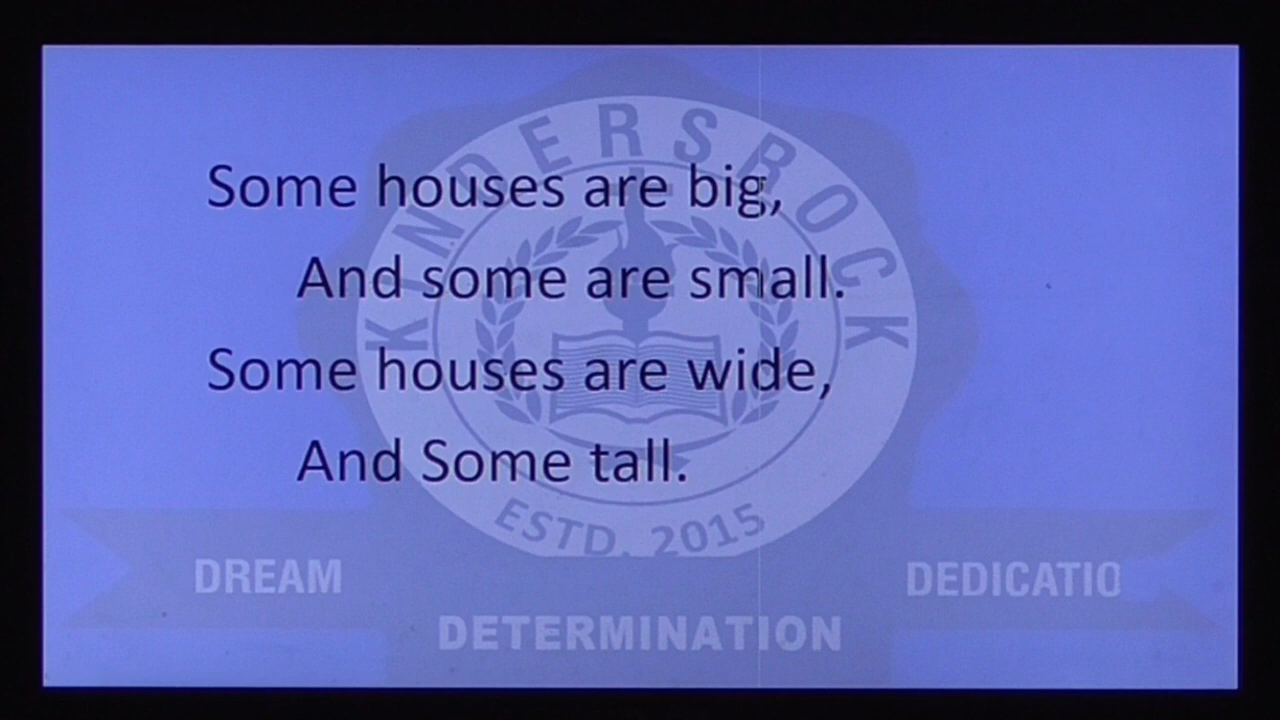 KINDERSROCK
Some houses are big,
And some are small.
Some houses are wide,
And Some tall.
ESTD. 2015
DREAM
DEDICATIO
DETERMINATION